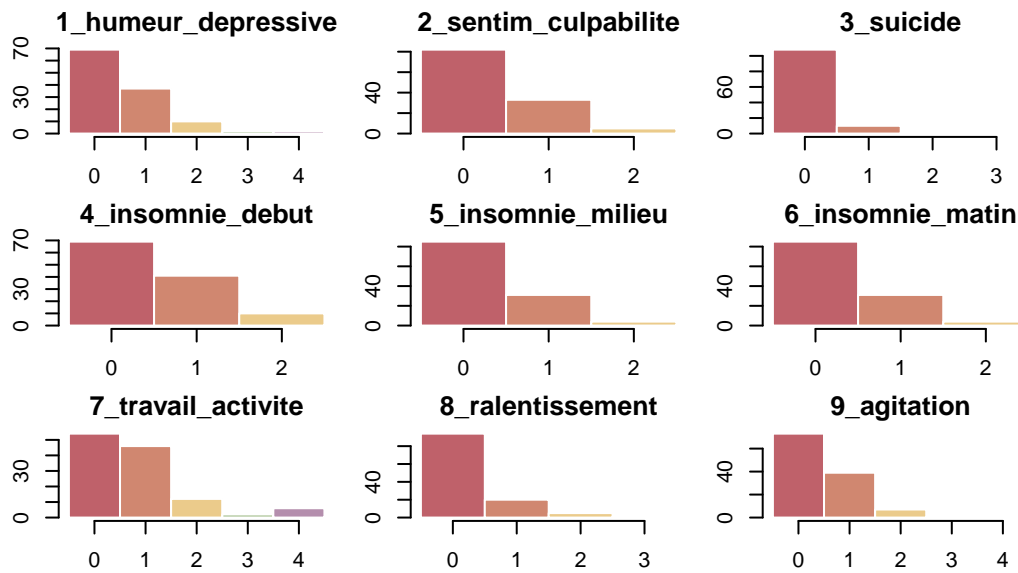 1_humeur_depressive 2_sentim_culpabilite 3_suicide
70 30 0 40 0 60 0
0 1 2 3 4 0 1 2 0 1 2 3
4_insomnie_debut 5_insomnie_milieu 6_insomnie_matin
70 30 0 40 0 40 0
0 1 2 0 1 2 0 1 2
7_travail_activite 8_ralentissement 9_agitation
30 0 40 0 40 0
0 1 2 3 4 0 1 2 3 0 1 2 3 4